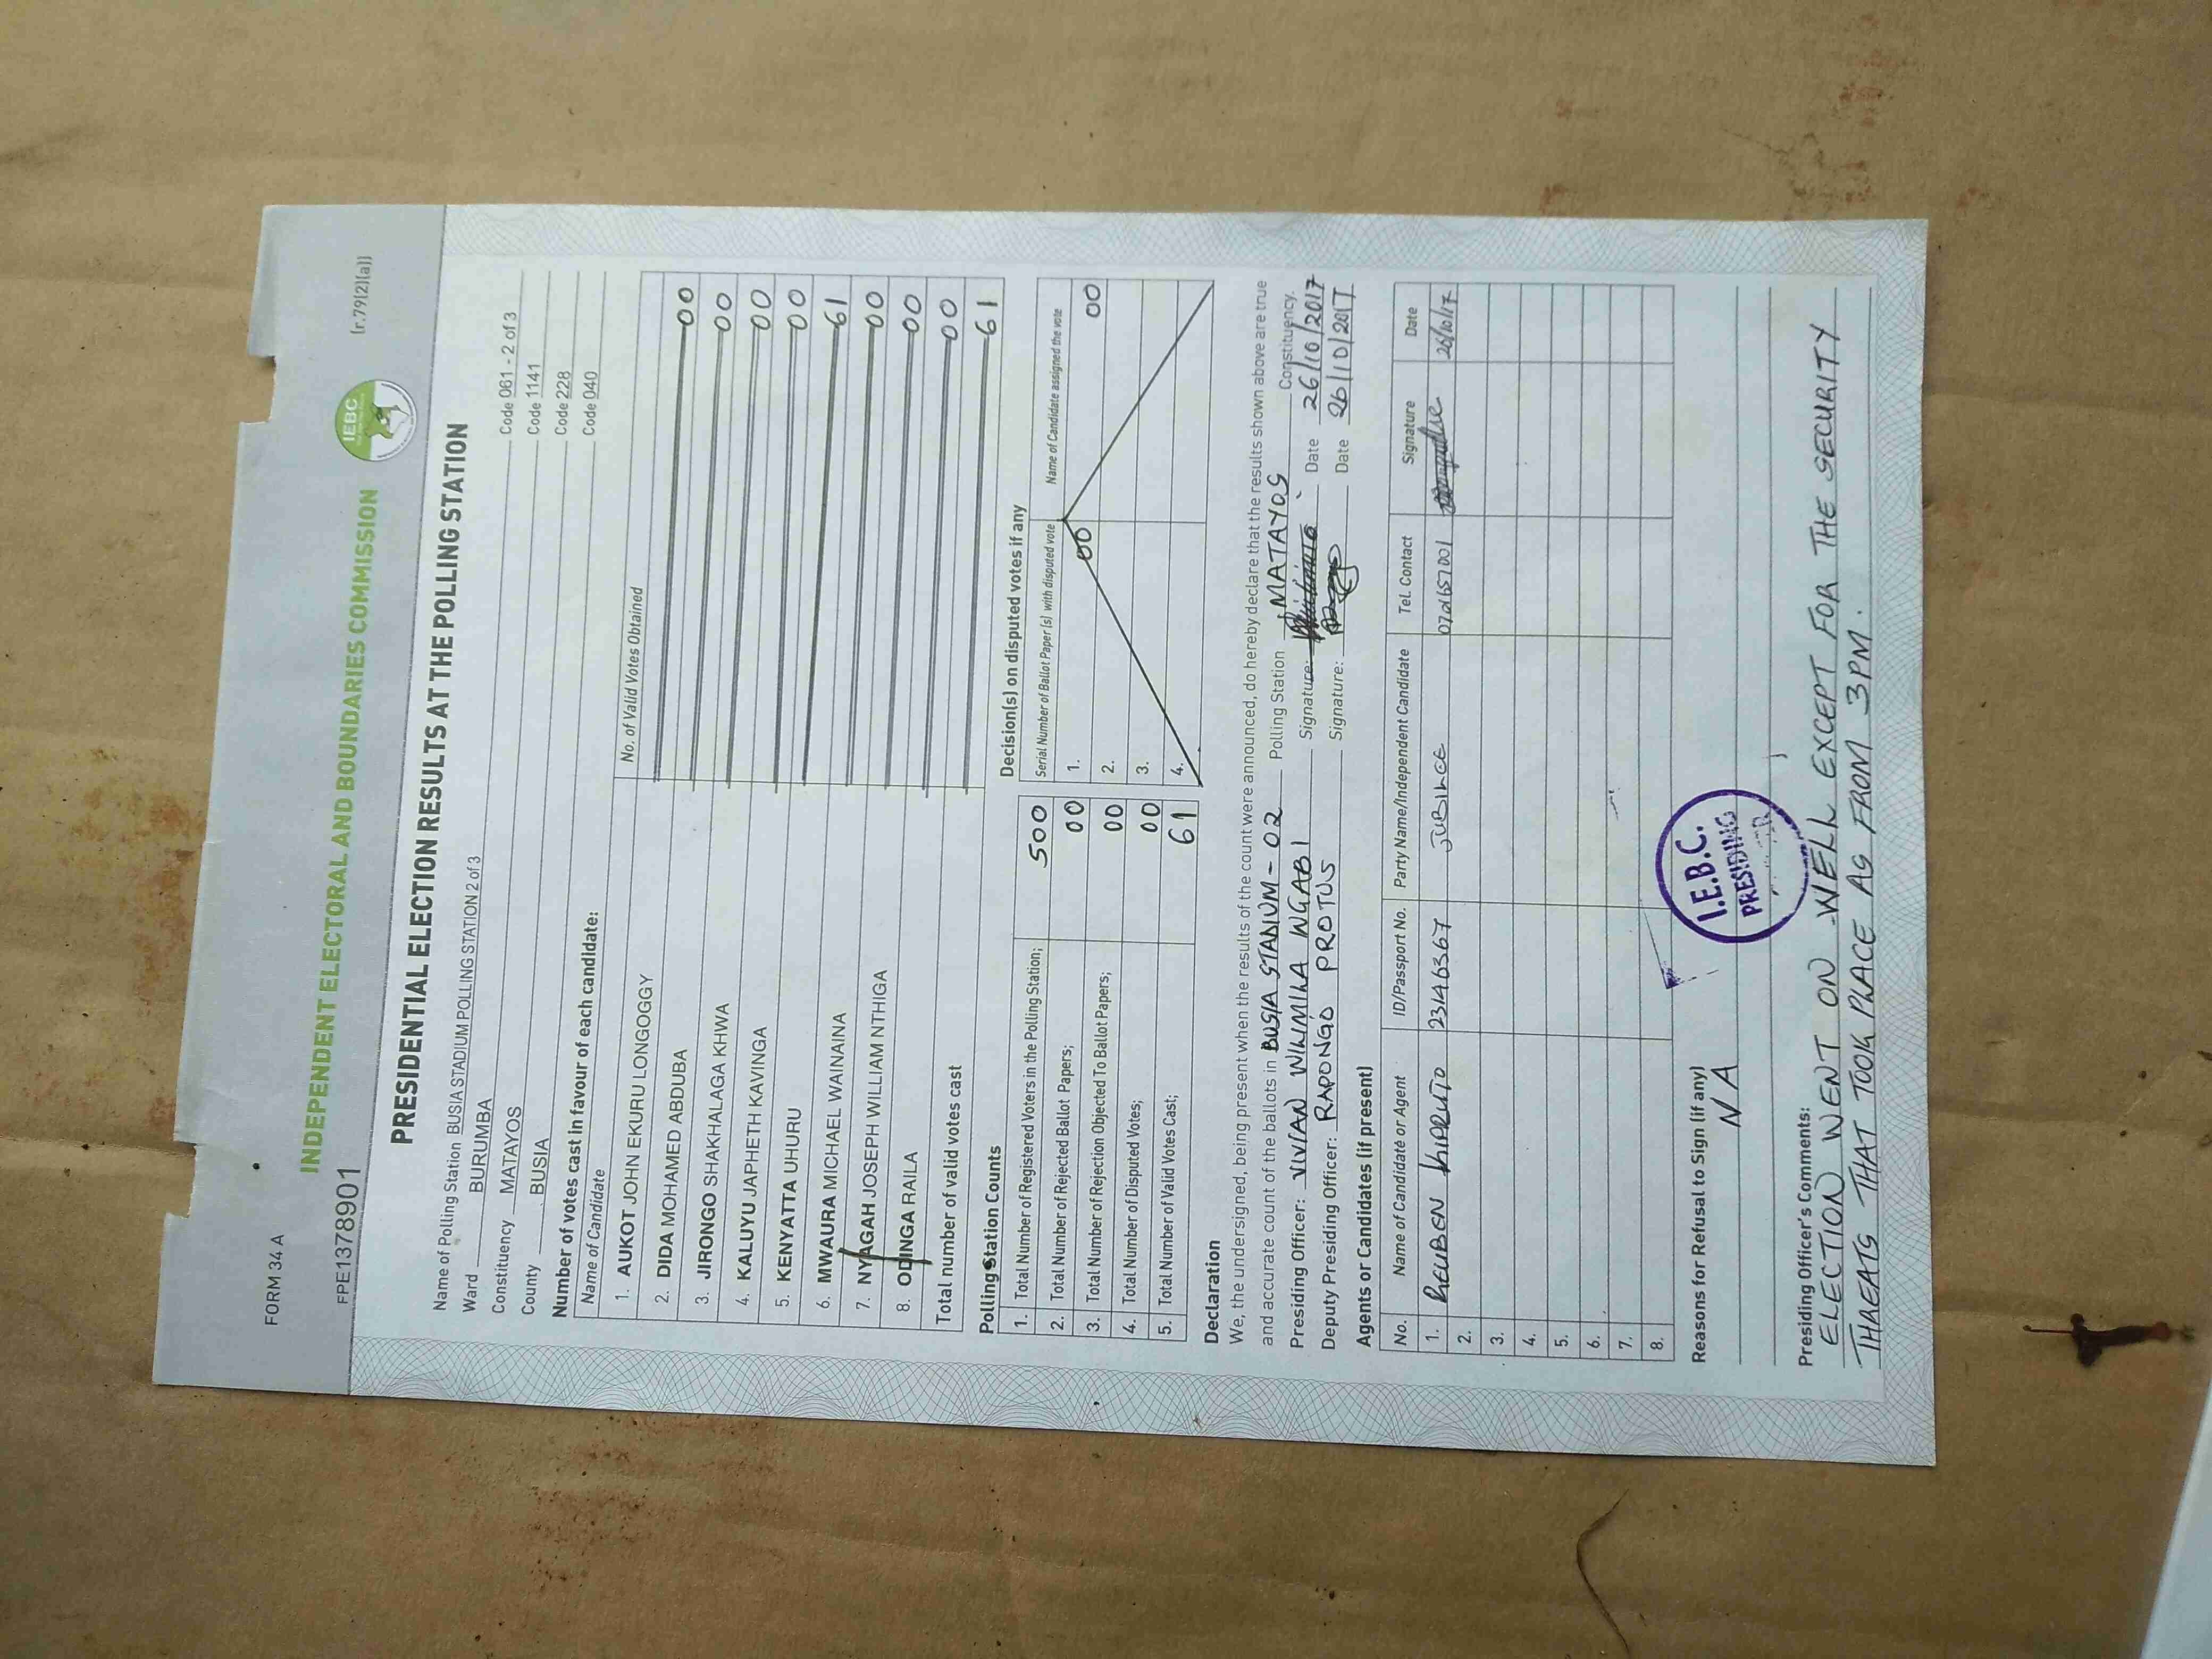 FORM 34 A
(r.79(2)(a))
IEBC
INDEPENDENT ELECTORAL AND BOUNDARIES COMMISSION
FPE1378901
PRESIDENTIAL ELECTION RESULTS AT THE POLLING STATION
Name of Polling Station BUSIA STADIUM POLLING STATION 2 of 3 Code 061 - 2 of 3
Ward BURUMBA Code 1141
Constituency MATAYOS Code 228
County BUSIA Code 040
Number of votes cast in favour of each candidate:
Name of Candidate No. of Valid Votes Obtained
1. AUKOT JOHN EKURU LONGOGGY 00
2. DIDA MOHAMED ABDUBA 00
3. JIRONGO SHAKHALAGA KHWA 00
4. KALUYU JAPHETH KAVINGA 00
5. KENYATTA UHURU 61
6. MWAURA MICHAEL WAINAINA 00
7. NYAGAH JOSEPH WILLIAM NTHIGA 00
8. ODINGA RAILA 00
Total number of valid votes cast 61
Polling Station Counts
1. Total Number of Registered Voters in the Polling Station; 500
2. Total Number of Rejected Ballot Papers; 00
3. Total Number of Rejection Objected To Ballot Papers; 00
4. Total Number of Disputed Votes; 00
5. Total Number of Valid Votes Cast; 61
Decision(s) on disputed votes if any
Serial Number of Ballot Paper (s) with disputed vote Name of Candidate assigned the vote
1. 00 00
2.
3.
4.
Declaration
We, the undersigned, being present when the results of the count were announced, do hereby declare that the results shown above are true
and accurate count of the ballots in BUSIA STADIUM - 02 Polling Station MATAYOS Constituency.
Presiding Officer: VIVIAN WIKIMILA INGABI Signature: Date 26/10/2017
Deputy Presiding Officer: RAPONGO PROTUS Signature: Date 26/10/2017
Agents or Candidates (if present)
No. Name of Candidate or Agent ID/Passport No. Party Name/Independent Candidate Tel. Contact Signature Date
1. REUBEN KIPRUTO 23146367 JUBILEE 26/10/17
2.
3.
4.
5.
6.
7.
8.
Reasons for Refusal to Sign (if any)
N A
I.E.B.C.
PRESIDING
Presiding Officer's Comments:
ELECTION WENT ON WELL EXCEPT FOR THE SECURITY
THREATS THAT TOOK PLACE AS FROM 3PM.